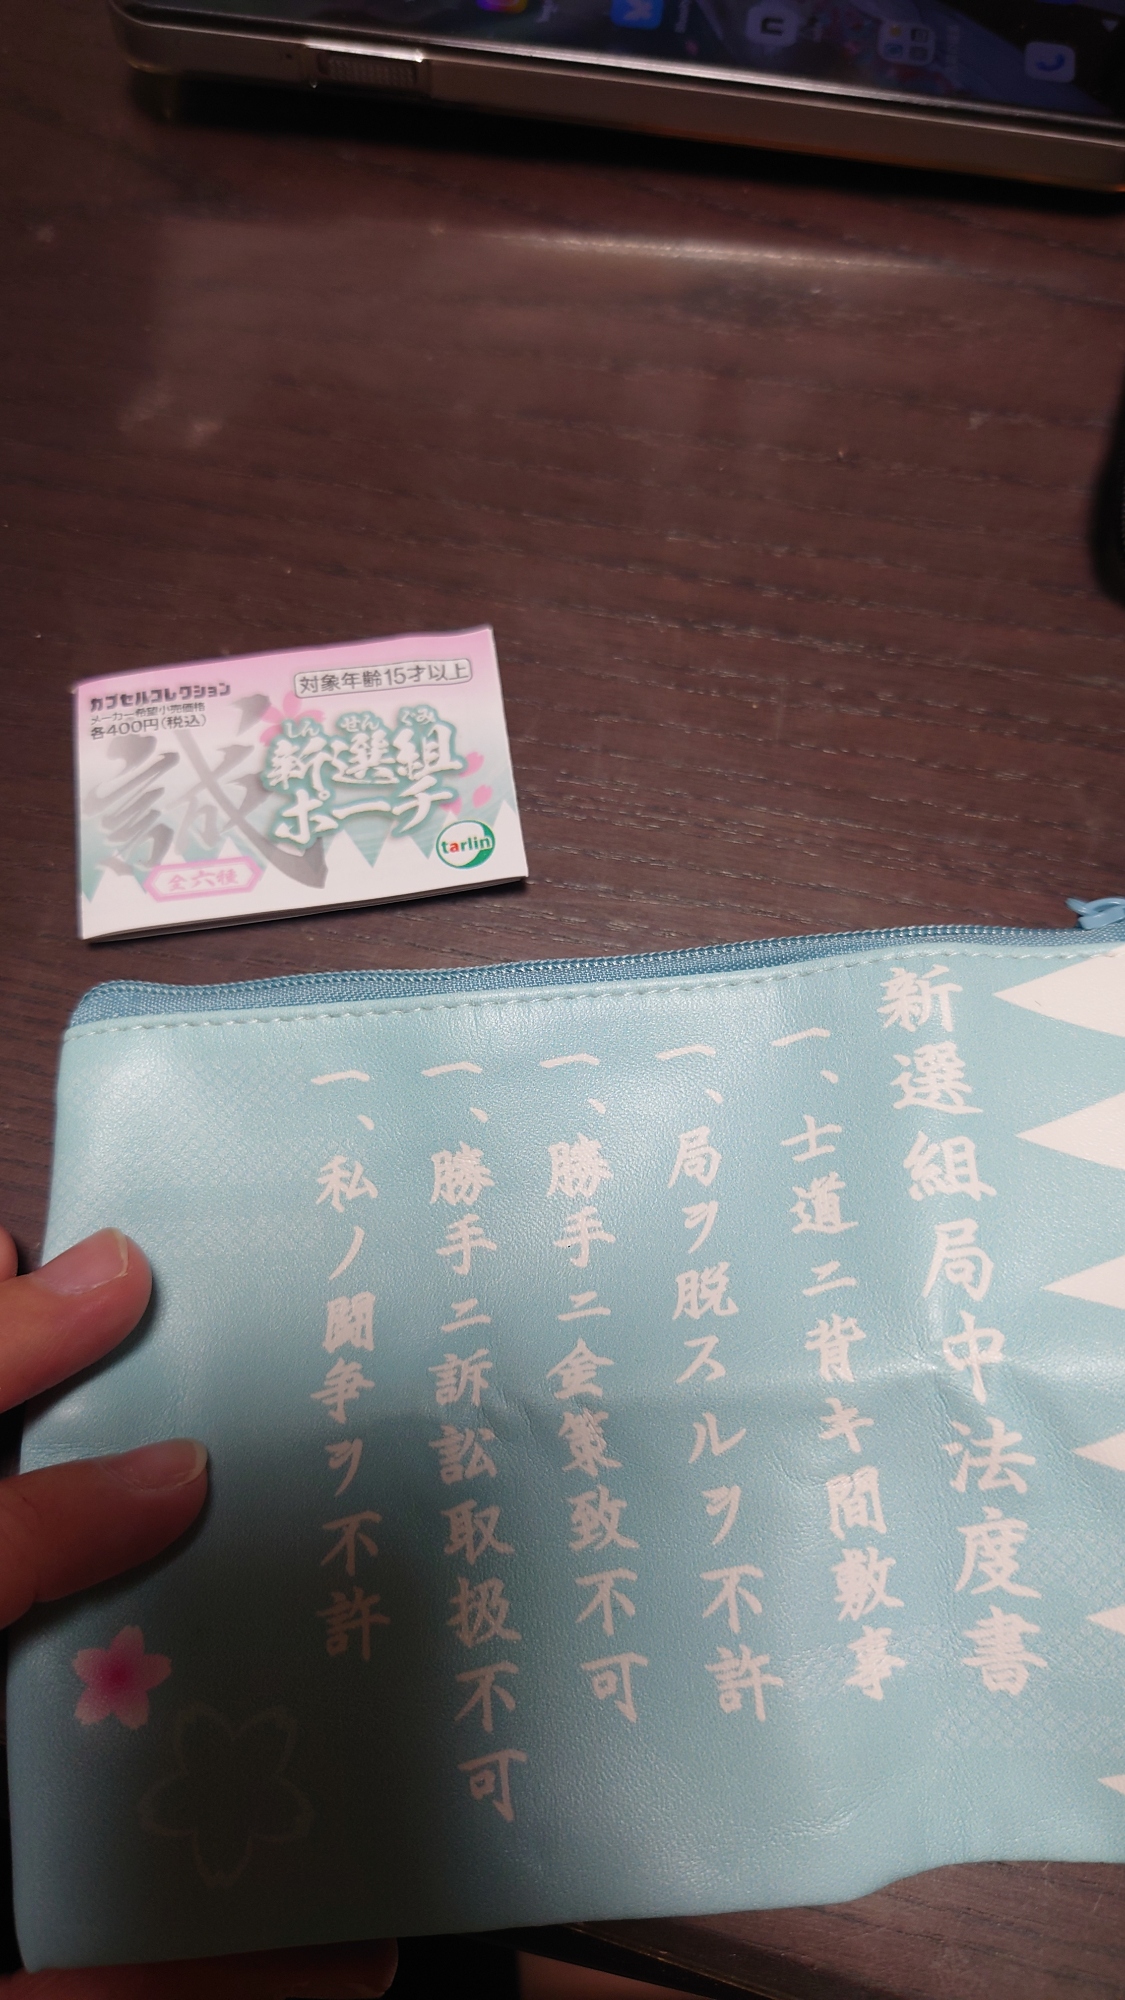 カプセルコレクション
対象年齢15才以上
メーカー希望小売価格
各400円(税込)
誠
しんせんぐみ
新選組
ポーチ
tarlin
全六種
新選組局中法度書
一、士道ニ背キ間敷事
一、局ヲ脱スルヲ不許
一、勝手ニ金策致不可
一、勝手ニ訴訟取扱不可
一、私ノ闘争ヲ不許